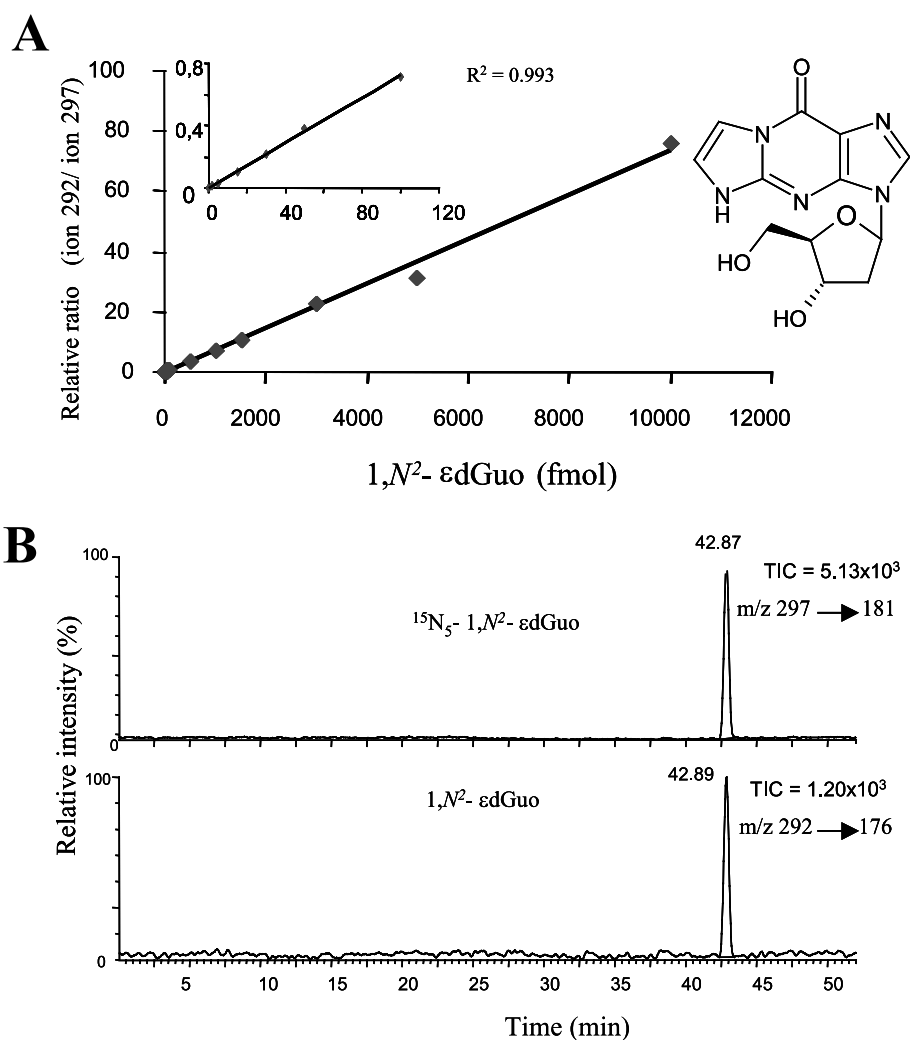 A
Relative ratio (ion 292/ ion 297)
100
80
60
40
20
0
0 2000 4000 6000 8000 10000 12000
1,N²- εdGuo (fmol)
0.8
0,4
0
0 40 80 120
R² = 0.993
O
N
N
N
H
N
N
O
HO
HO
B
Relative intensity (%)
100
0
42.87
TIC = 5.13x10³
m/z 297 → 181
¹⁵N₅- 1,N²- εdGuo
100
0
42.89
TIC = 1.20x10³
m/z 292 → 176
1,N²- εdGuo
5 10 15 20 25 30 35 40 45 50
Time (min)